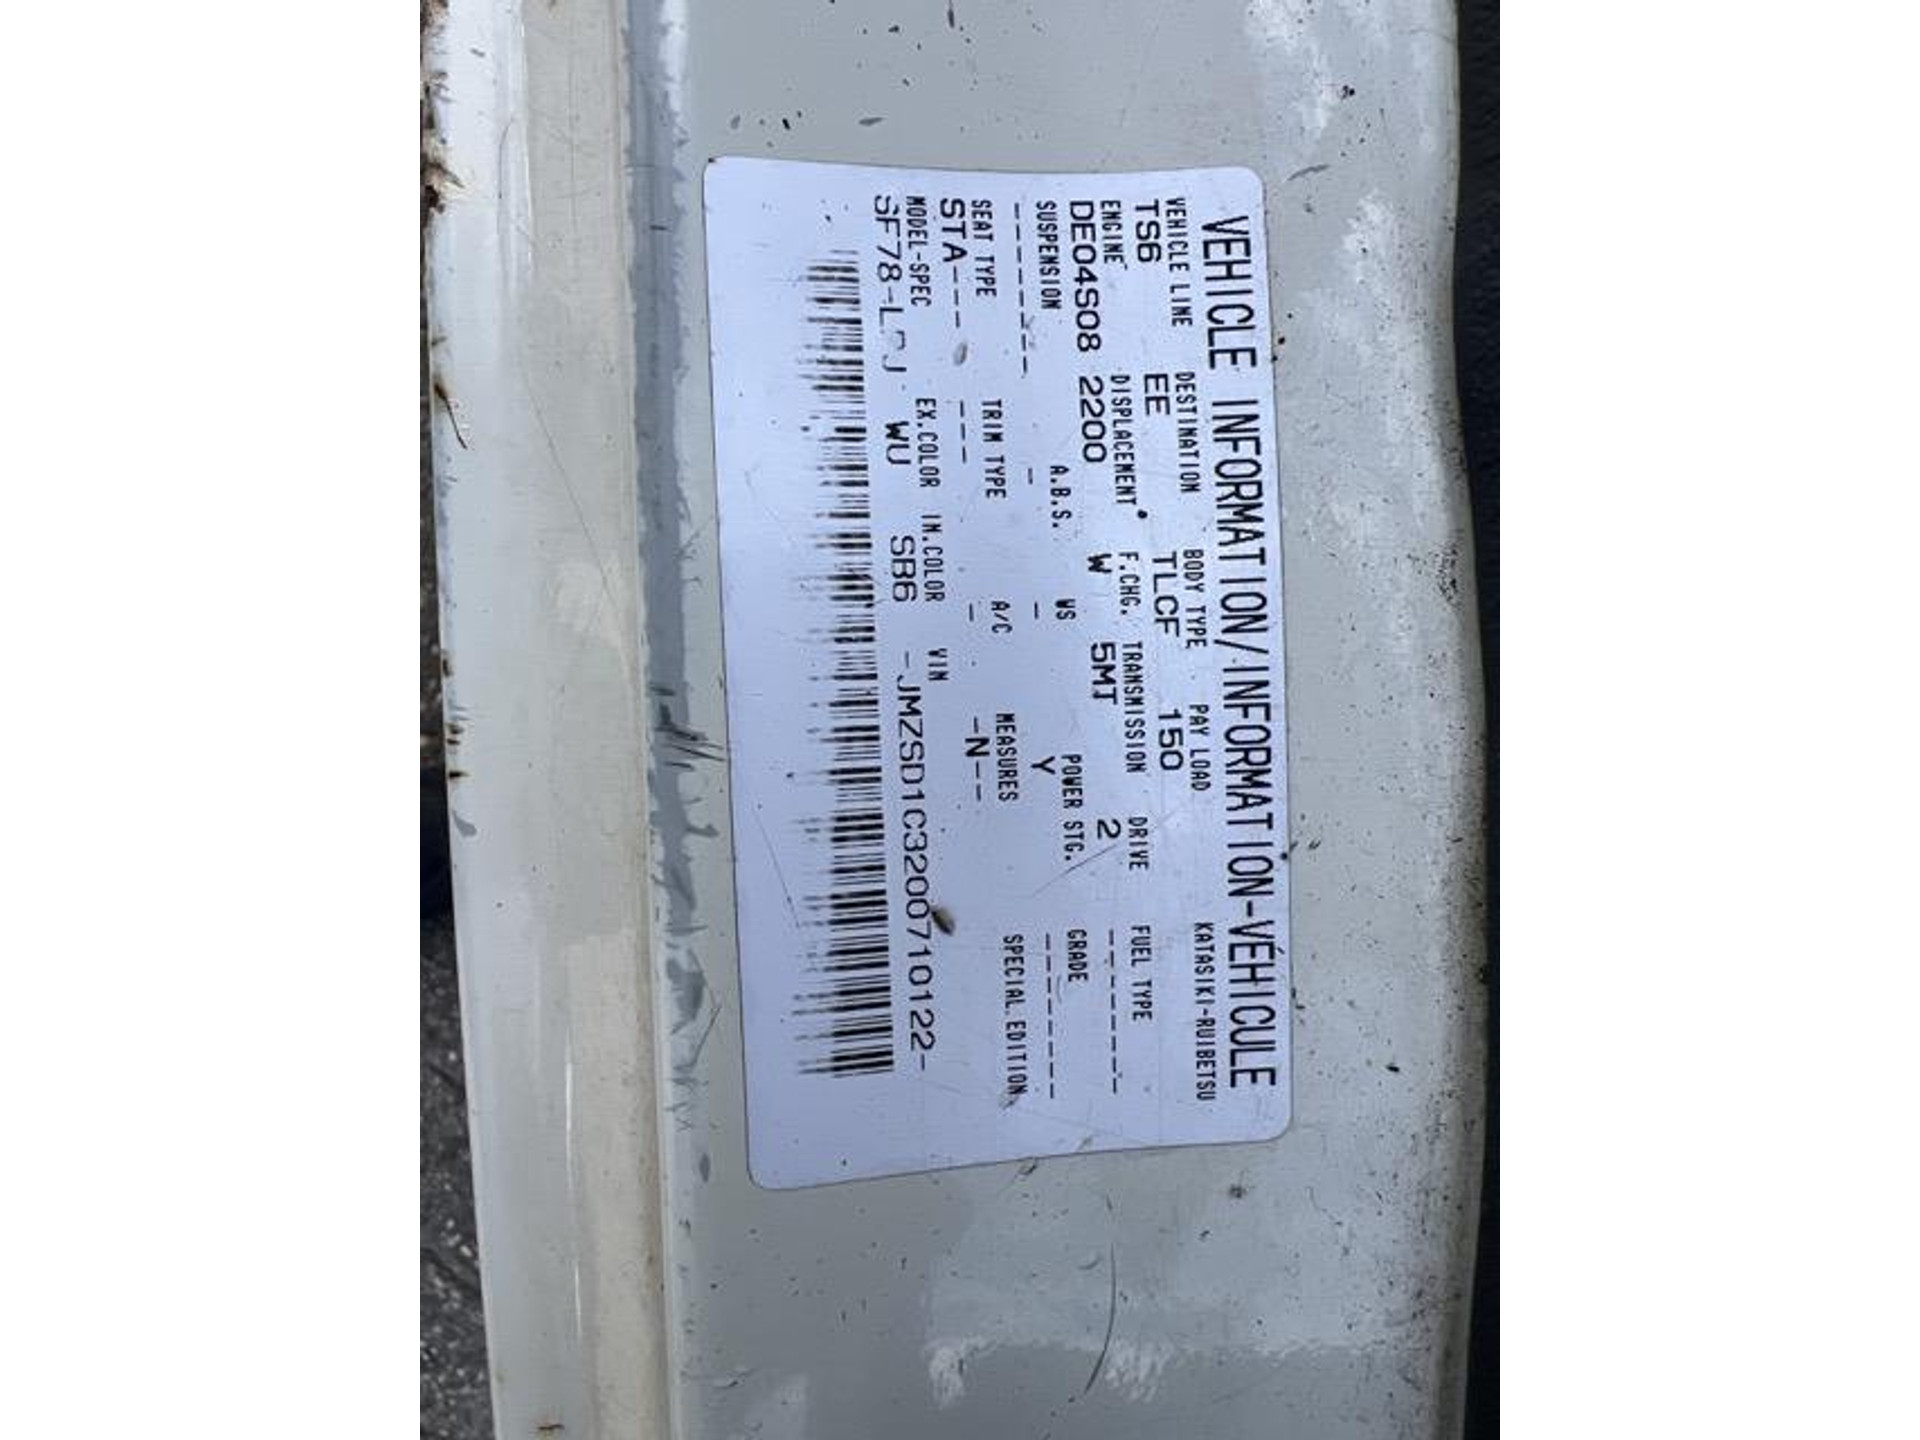 VEHICLE INFORMATION/INFORMATION-VÉHICULE
VEHICLE LINE DESTINATION BODY TYPE PAY LOAD KATASIKI-RUIBETSU
TS6 EE TLCF 150
ENGINE DISPLACEMENT F.CHG. TRANSMISSION DRIVE FUEL TYPE
DE04S08 2200 W 5MT 2 -------
SUSPENSION A.B.S. WS POWER STG. GRADE
------- - - Y -------
SEAT TYPE TRIM TYPE A/C MEASURES SPECIAL EDITION
STA--- --- - -N--
MODEL-SPEC EX.COLOR IN.COLOR VIN
WU SB6 -JMZSD1C3200710122-